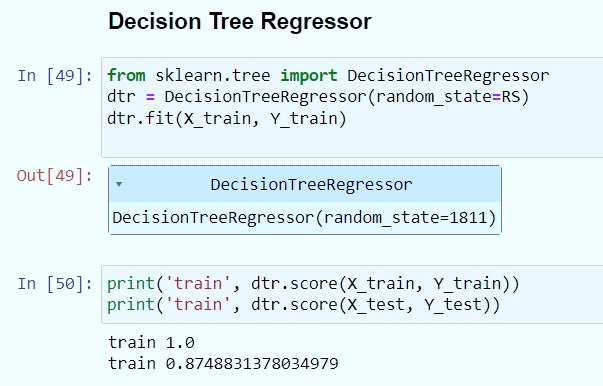 Decision Tree Regressor
In [49]: from sklearn.tree import DecisionTreeRegressor
dtr = DecisionTreeRegressor(random_state=RS)
dtr.fit(X_train, Y_train)
Out[49]:
DecisionTreeRegressor
DecisionTreeRegressor(random_state=1811)
In [50]: print('train', dtr.score(X_train, Y_train))
print('train', dtr.score(X_test, Y_test))
train 1.0
train 0.8748831378034979